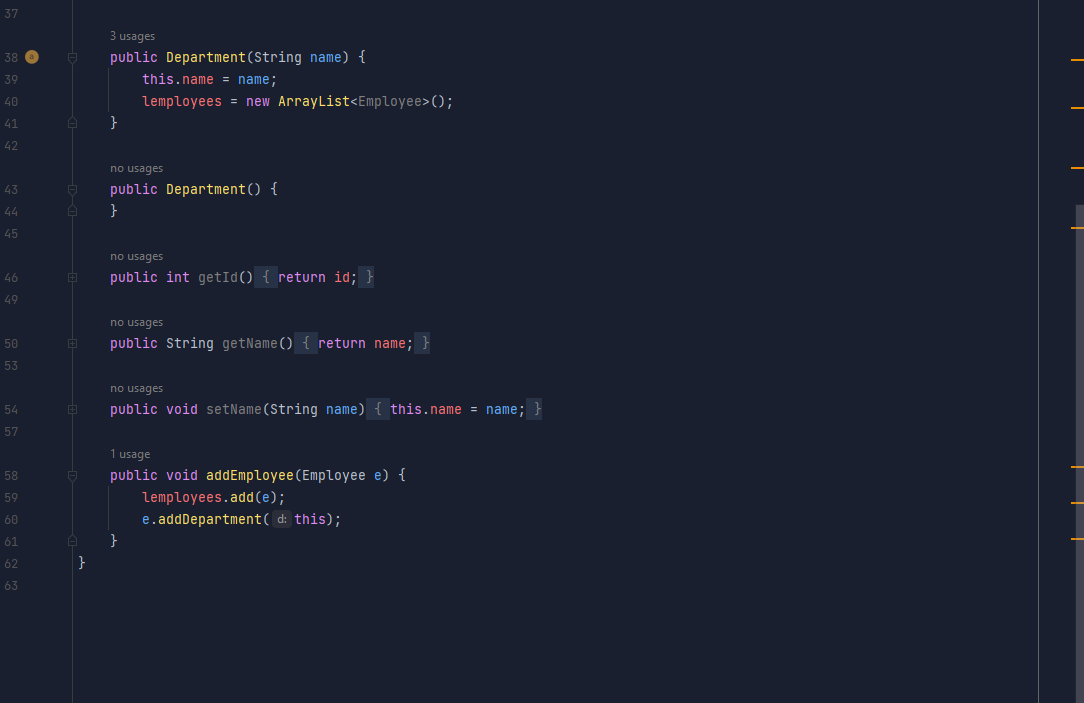 37
3 usages
38 a public Department(String name) {
39 this.name = name;
40 lemployees = new ArrayList<Employee>();
41 }
42
no usages
43 public Department() {
44 }
45
no usages
46 public int getId() { return id; }
49
no usages
50 public String getName() { return name; }
53
no usages
54 public void setName(String name) { this.name = name; }
57
1 usage
58 public void addEmployee(Employee e) {
59 lemployees.add(e);
60 e.addDepartment( d: this);
61 }
62 }
63